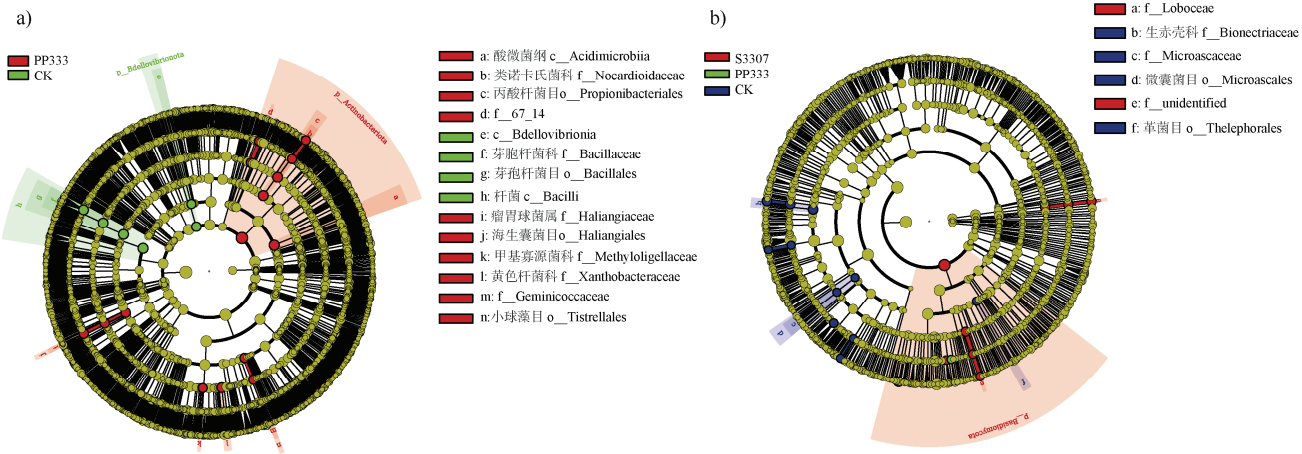 a)
PP333
CK
p__Bdellovibrionota
e
p__Actinobacteriota
d
c
a
h
g
f
a: 酸微菌纲 c__Acidimicrobiia
b: 类诺卡氏菌科 f__Nocardioidaceae
c: 丙酸杆菌目o__Propionibacteriales
d: f__67_14
e: c__Bdellovibrionia
f: 芽胞杆菌科 f__Bacillaceae
g: 芽孢杆菌目 o__Bacillales
h: 杆菌 c__Bacilli
i: 瘤胃球菌属 f__Haliangiaceae
j: 海生囊菌目o__Haliangiales
k: 甲基寡源菌科 f__Methyloligellaceae
l: 黄色杆菌科 f__Xanthobacteraceae
m: f__Geminicoccaceae
n:小球藻目 o__Tistrellales
k
l
m
n
b)
S3307
PP333
CK
a: f__Loboceae
b: 生赤壳科 f__Bionectriaceae
c: f__Microascaceae
d: 微囊菌目 o__Microascales
e: f__unidentified
f: 革菌目 o__Thelephorales
b
a
c
d
e
f
p__Basidiomycota